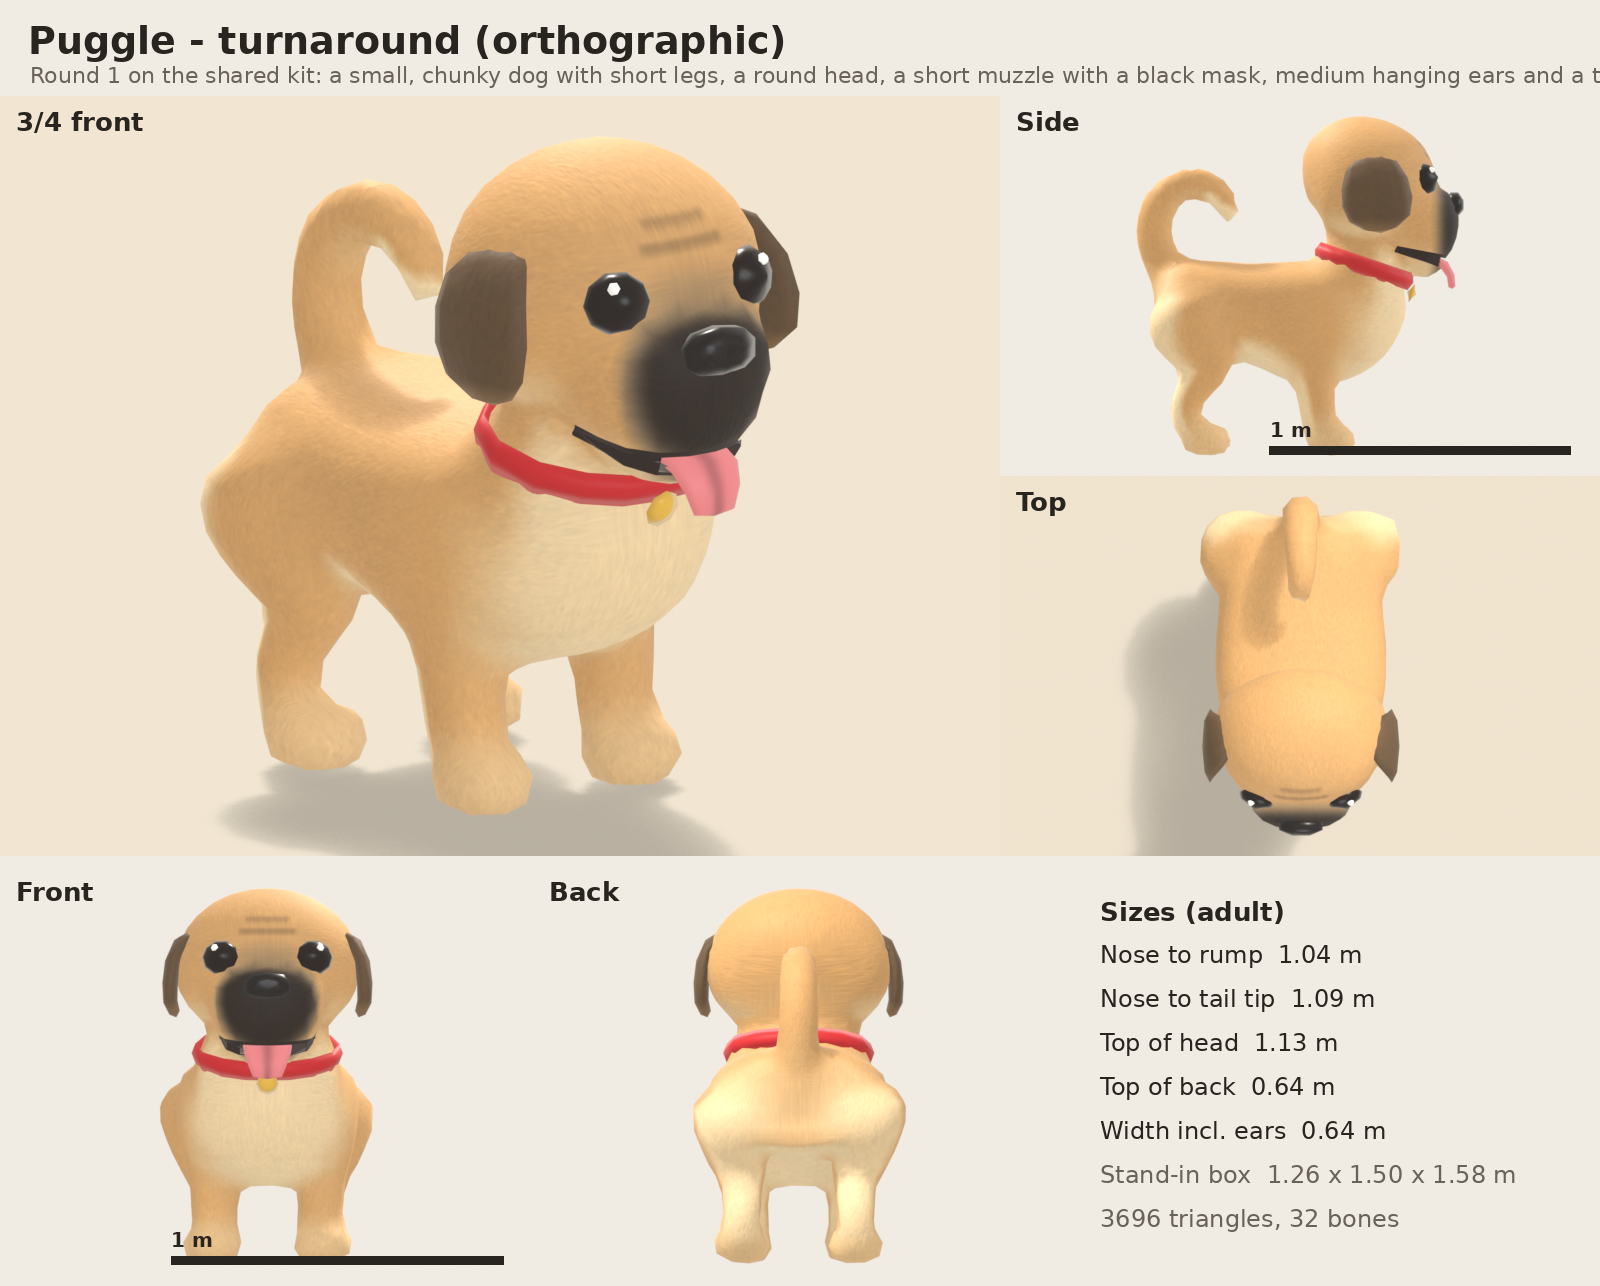 Puggle - turnaround (orthographic)
Round 1 on the shared kit: a small, chunky dog with short legs, a round head, a short muzzle with a black mask, medium hanging ears and a t
3/4 front
Side
1 m
Top
Front
1 m
Back
Sizes (adult)
Nose to rump 1.04 m
Nose to tail tip 1.09 m
Top of head 1.13 m
Top of back 0.64 m
Width incl. ears 0.64 m
Stand-in box 1.26 x 1.50 x 1.58 m
3696 triangles, 32 bones